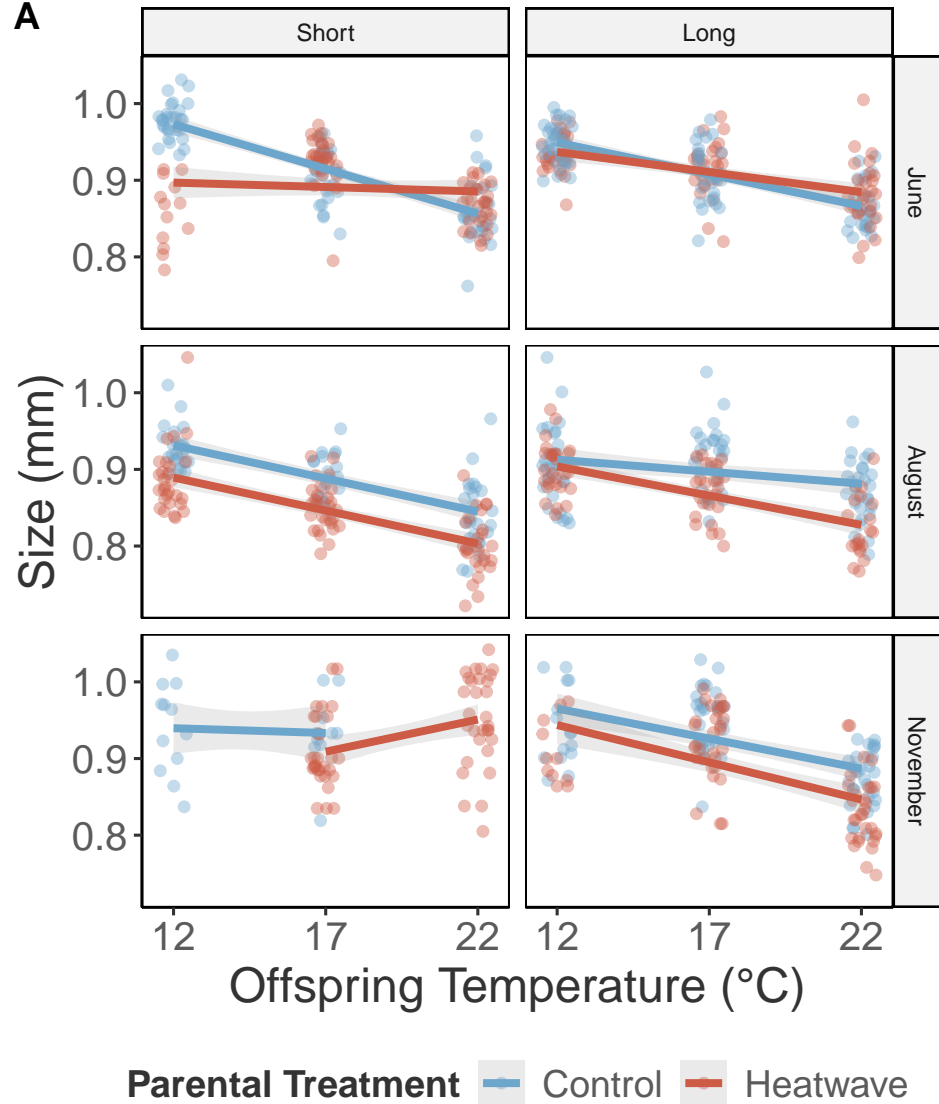 A
Short
Long
1.0
0.9
0.8
June
1.0
0.9
0.8
August
1.0
0.9
0.8
November
Size (mm)
12 17 22 12 17 22
Offspring Temperature (°C)
Parental Treatment Control Heatwave